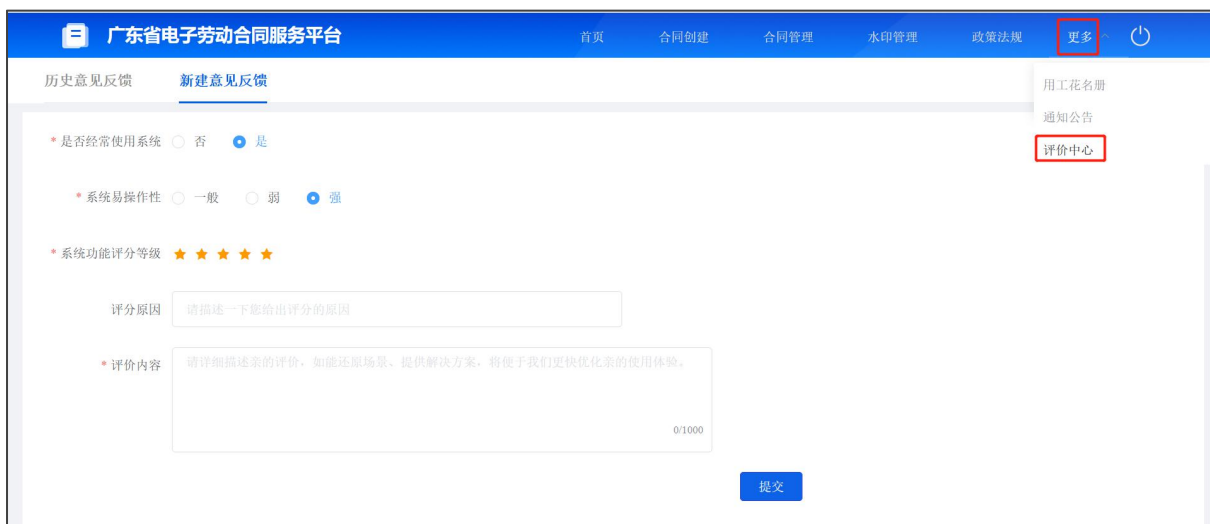 广东省电子劳动合同服务平台 首页 合同创建 合同管理 水印管理 政策法规 更多
历史意见反馈 新建意见反馈
用工花名册
通知公告
评价中心
* 是否经常使用系统 否 是
* 系统易操作性 一般 弱 强
* 系统功能评分等级
评分原因 请描述一下您给出评分的原因
* 评价内容 请详细描述亲的评价，如能还原场景、提供解决方案，将便于我们更快优化亲的使用体验。
0/1000
提交